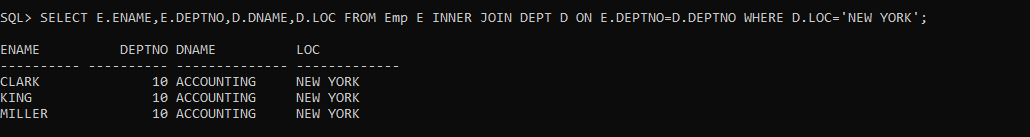 SQL> SELECT E.ENAME,E.DEPTNO,D.DNAME,D.LOC FROM Emp E INNER JOIN DEPT D ON E.DEPTNO=D.DEPTNO WHERE D.LOC='NEW YORK';
ENAME          DEPTNO DNAME          LOC
---------- ---------- -------------- -------------
CLARK              10 ACCOUNTING     NEW YORK
KING               10 ACCOUNTING     NEW YORK
MILLER             10 ACCOUNTING     NEW YORK